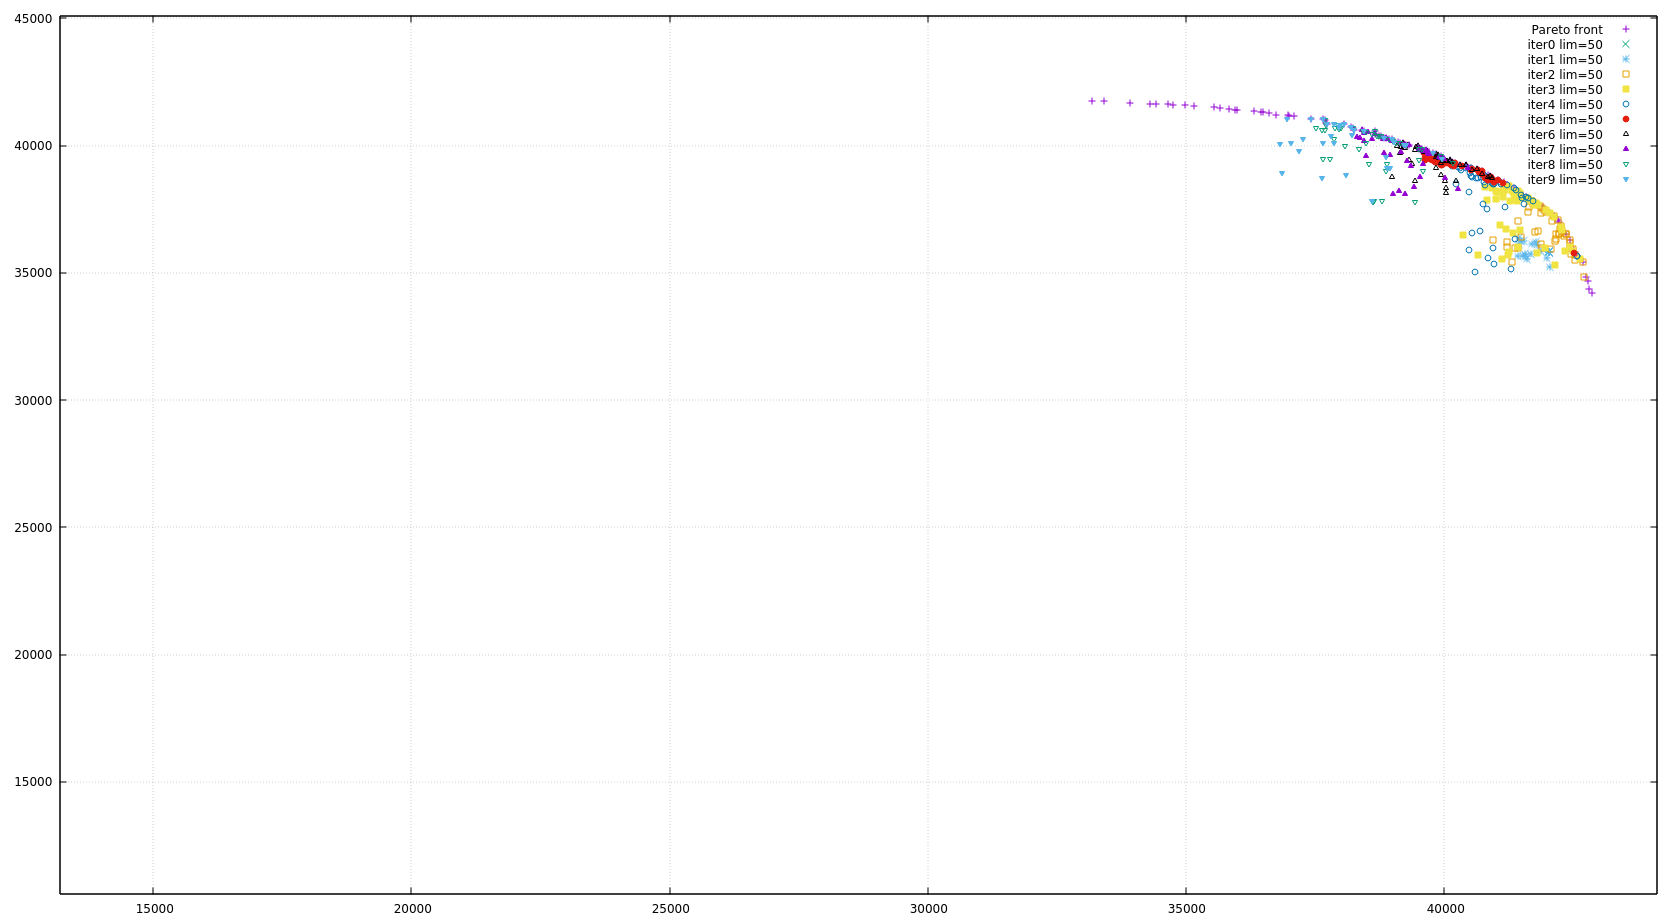 45000
40000
35000
30000
25000
20000
15000
Pareto front
iter0 lim=50
iter1 lim=50
iter2 lim=50
iter3 lim=50
iter4 lim=50
iter5 lim=50
iter6 lim=50
iter7 lim=50
iter8 lim=50
iter9 lim=50
15000 20000 25000 30000 35000 40000